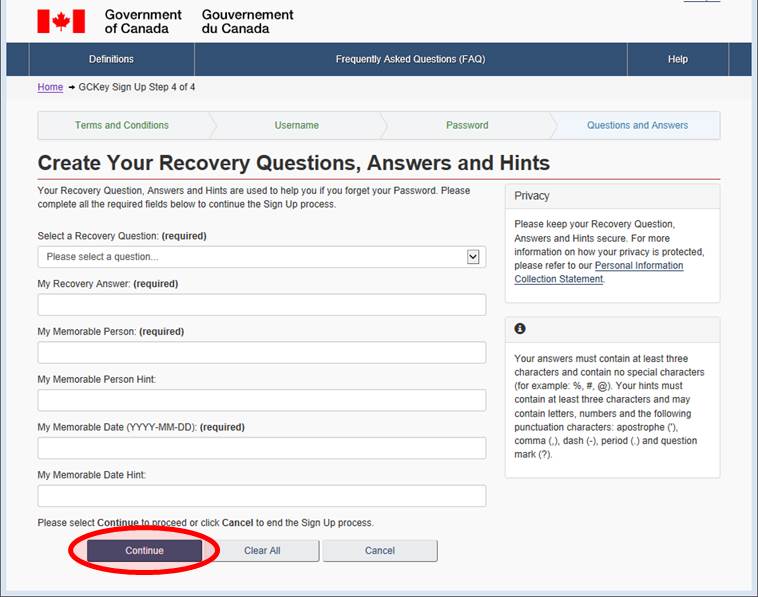 Government Gouvernement
of Canada du Canada
Definitions Frequently Asked Questions (FAQ) Help
Home → GCKey Sign Up Step 4 of 4
Terms and Conditions Username Password Questions and Answers
Create Your Recovery Questions, Answers and Hints
Your Recovery Question, Answers and Hints are used to help you if you forget your Password. Please
complete all the required fields below to continue the Sign Up process.
Select a Recovery Question: (required)
Please select a question...
My Recovery Answer: (required)
My Memorable Person: (required)
My Memorable Person Hint:
My Memorable Date (YYYY-MM-DD): (required)
My Memorable Date Hint:
Please select Continue to proceed or click Cancel to end the Sign Up process.
Continue Clear All Cancel
Privacy
Please keep your Recovery Question,
Answers and Hints secure. For more
information on how your privacy is protected,
please refer to our Personal Information
Collection Statement.
Your answers must contain at least three
characters and contain no special characters
(for example: %, #, @). Your hints must
contain at least three characters and may
contain letters, numbers and the following
punctuation characters: apostrophe ('),
comma (,), dash (-), period (.) and question
mark (?).